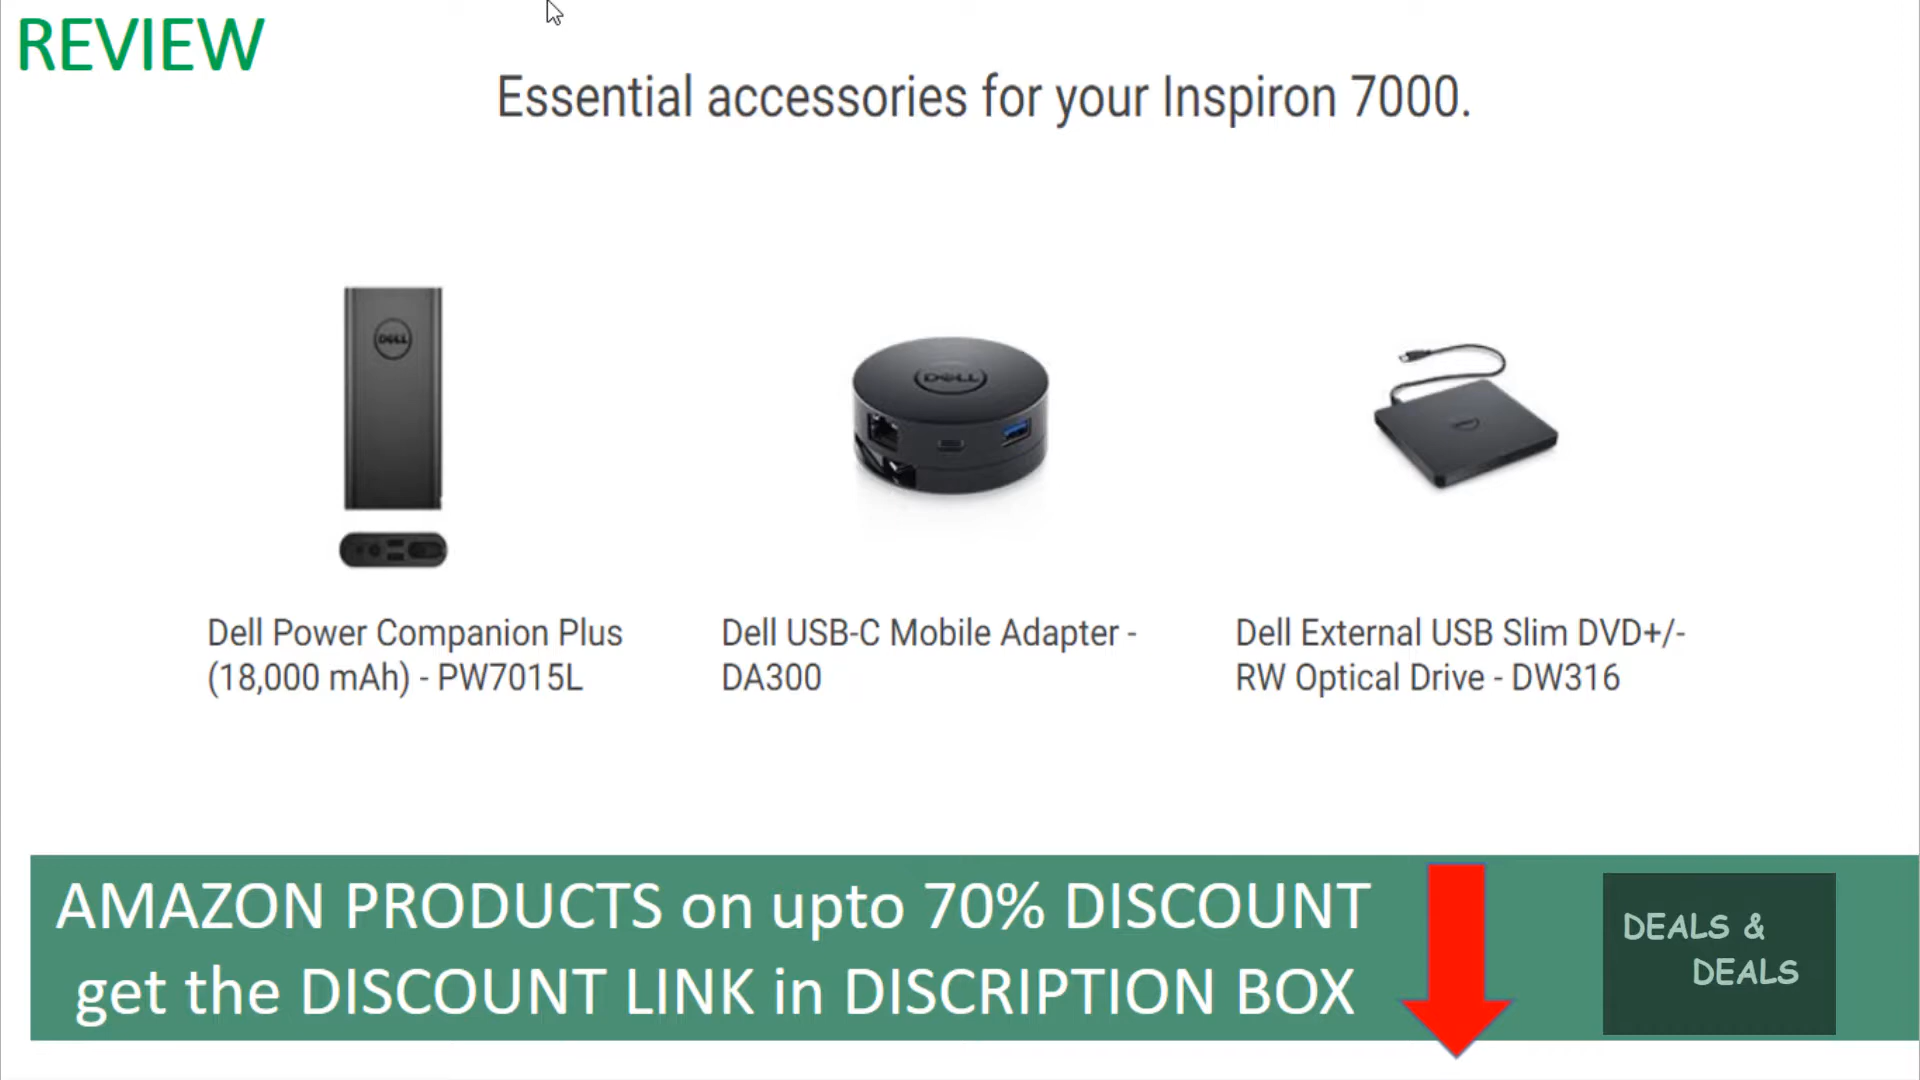 REVIEW
Essential accessories for your Inspiron 7000.
DELL
DELL
Dell Power Companion Plus
(18,000 mAh) - PW7015L
Dell USB-C Mobile Adapter -
DA300
Dell External USB Slim DVD+/-
RW Optical Drive - DW316
AMAZON PRODUCTS on upto 70% DISCOUNT
get the DISCOUNT LINK in DISCRIPTION BOX
DEALS &
DEALS